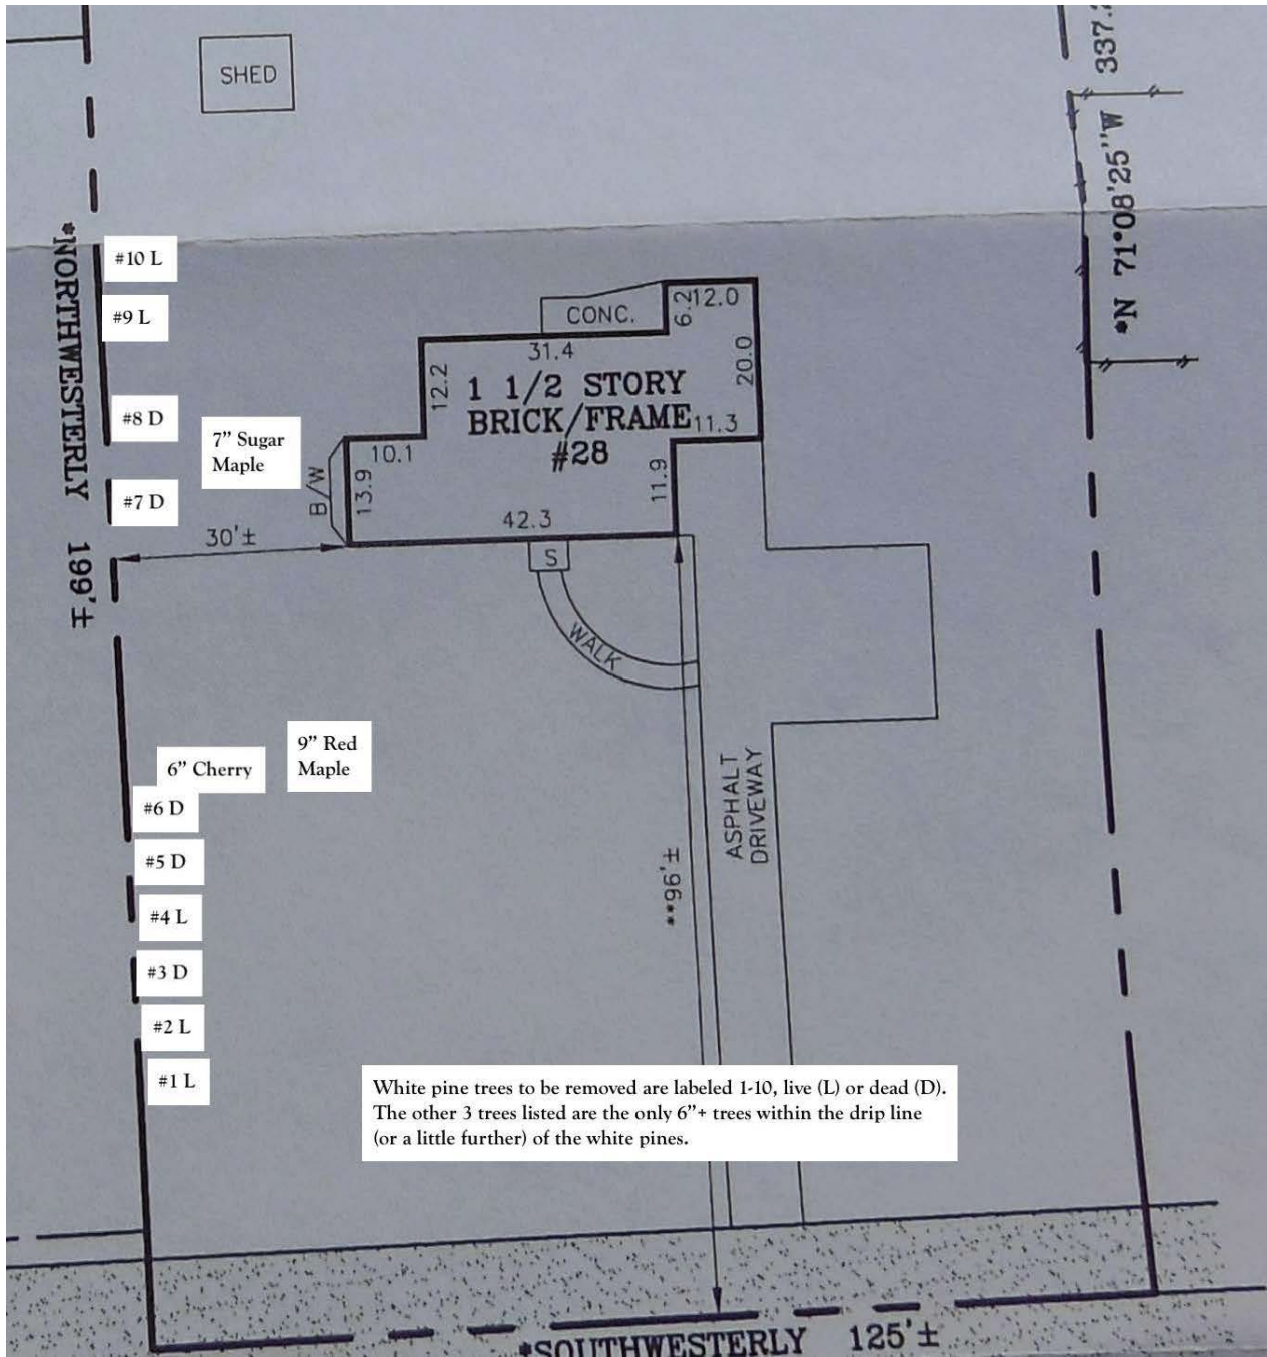 SHED
337.
*N 71°08'25"W
*NORTHWESTERLY 199'±
#10 L
#9 L
#8 D
#7 D
7” Sugar
Maple
CONC.
6.2
12.0
31.4
12.2
20.0
1 1/2 STORY
BRICK/FRAME
#28
11.3
10.1
B/W
13.9
11.9
42.3
30'±
S
WALK
6” Cherry
9” Red
Maple
#6 D
#5 D
#4 L
#3 D
#2 L
#1 L
ASPHALT
DRIVEWAY
**96'±
White pine trees to be removed are labeled 1-10, live (L) or dead (D).
The other 3 trees listed are the only 6”+ trees within the drip line
(or a little further) of the white pines.
*SOUTHWESTERLY 125'±